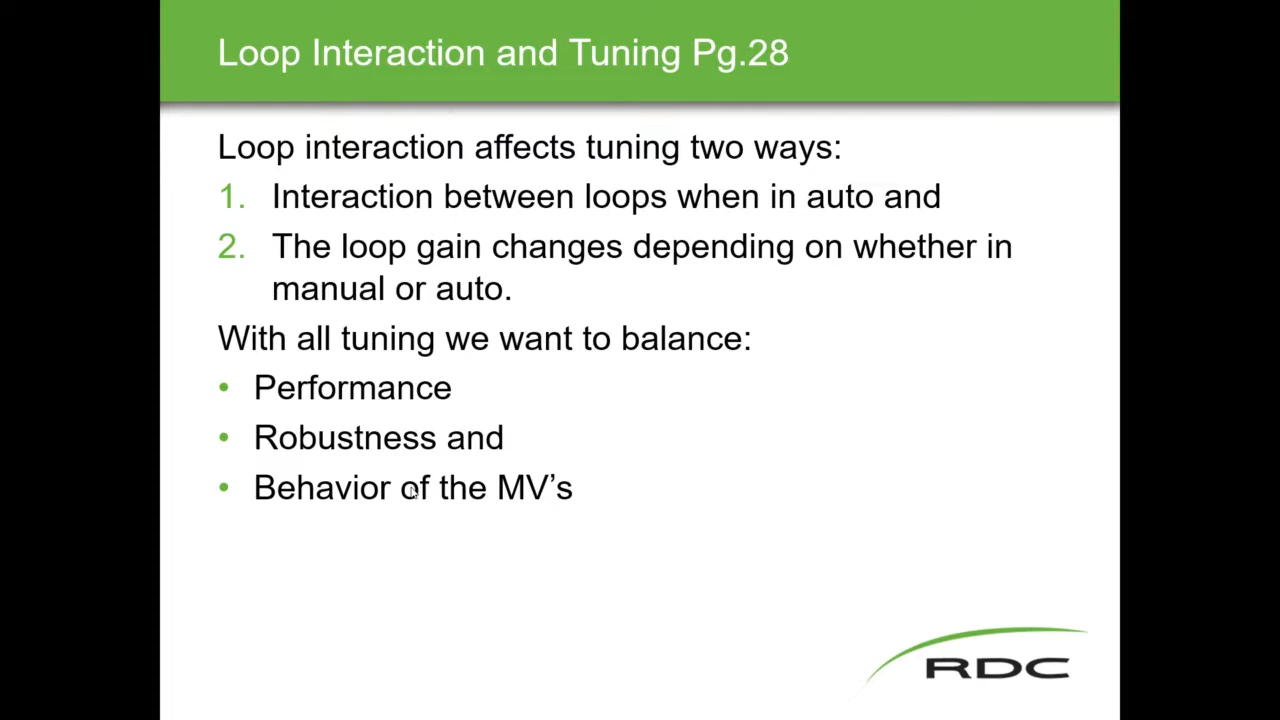 Loop Interaction and Tuning Pg.28
Loop interaction affects tuning two ways:
1. Interaction between loops when in auto and
2. The loop gain changes depending on whether in
manual or auto.
With all tuning we want to balance:
• Performance
• Robustness and
• Behavior of the MV’s
RDC